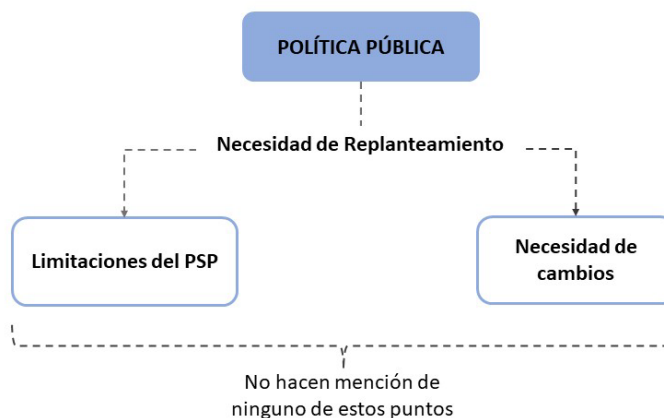 POLÍTICA PÚBLICA
Necesidad de Replanteamiento
Limitaciones del PSP
Necesidad de
cambios
No hacen mención de
ninguno de estos puntos